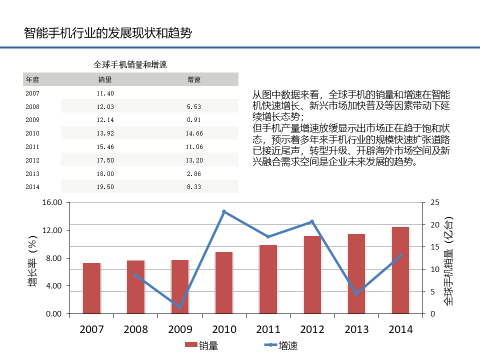 智能手机行业的发展现状和趋势
全球手机销量和增速
年度 销量 增速
2007 11.40
2008 12.03 5.53
2009 12.14 0.91
2010 13.92 14.66
2011 15.46 11.06
2012 17.50 13.20
2013 18.00 2.86
2014 19.50 8.33
从图中数据来看，全球手机的销量和增速在智能
机快速增长、新兴市场加快普及等因素带动下延
续增长态势；
但手机产量增速放缓显示出市场正在趋于饱和状
态，预示着多年来手机行业的规模快速扩张道路
已接近尾声，转型升级、开辟海外市场空间及新
兴融合需求空间是企业未来发展的趋势。
16.00
12.00
8.00
4.00
0.00
增长率（%）
25
20
15
10
5
0
全球手机销量（亿台）
2007 2008 2009 2010 2011 2012 2013 2014
销量 增速